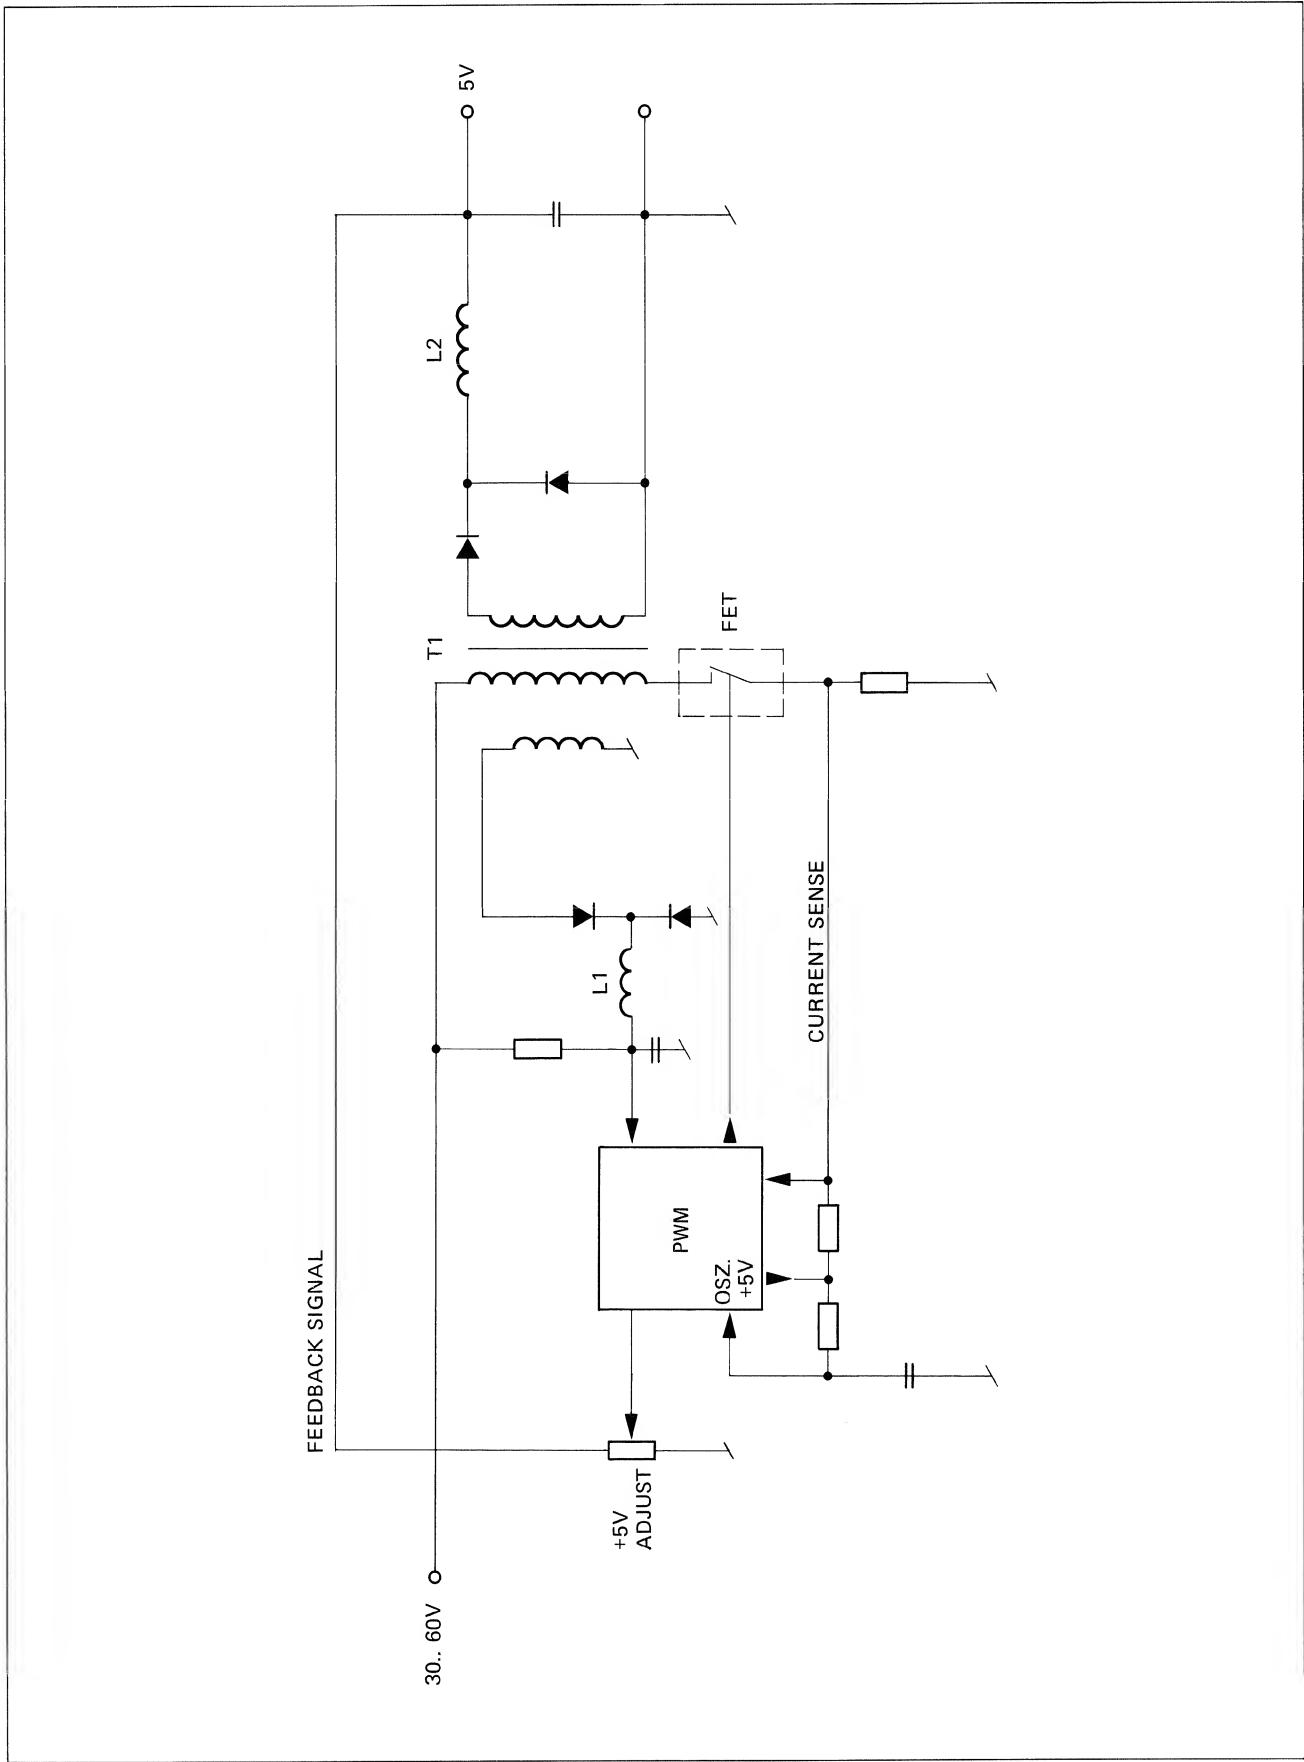 FEEDBACK SIGNAL
30.. 60V
T1
L2
5V
+5V
ADJUST
L1
PWM
OSZ.
+5V
FET
CURRENT SENSE